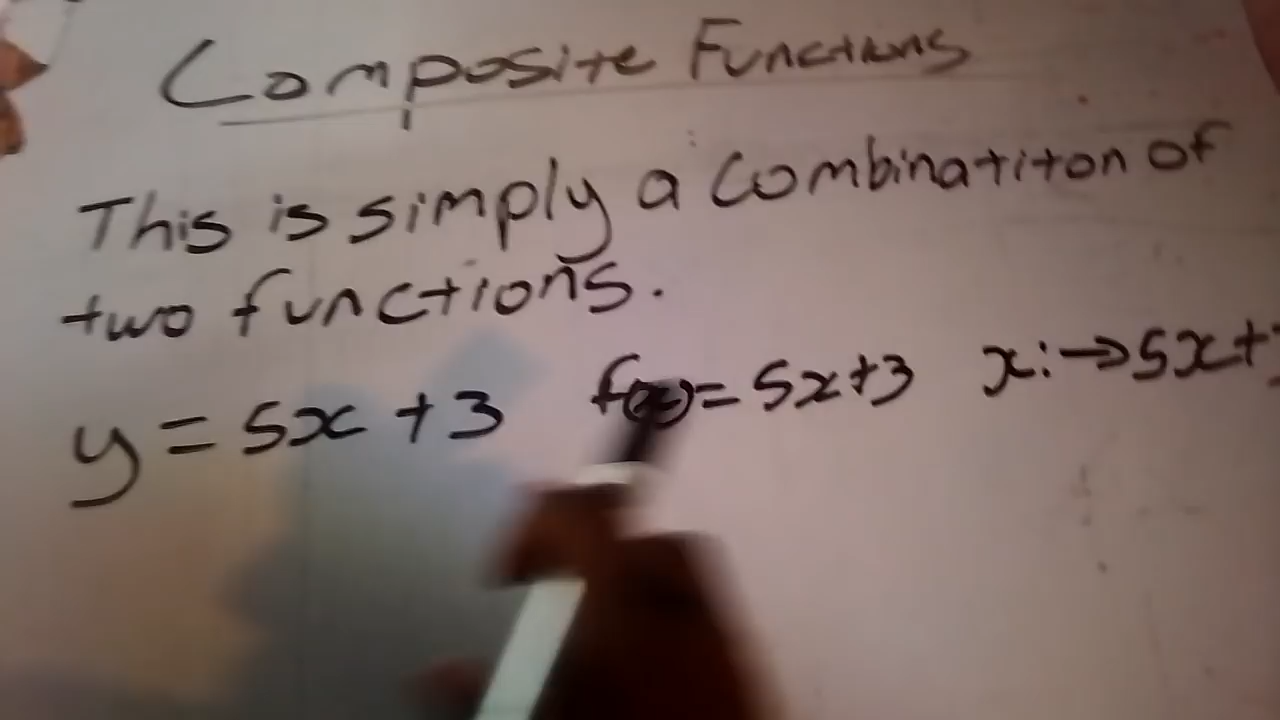 Composite Functions
This is simply a combinatiton of
two functions.
y = 5x + 3 f(x) = 5x+3 x: → 5x+